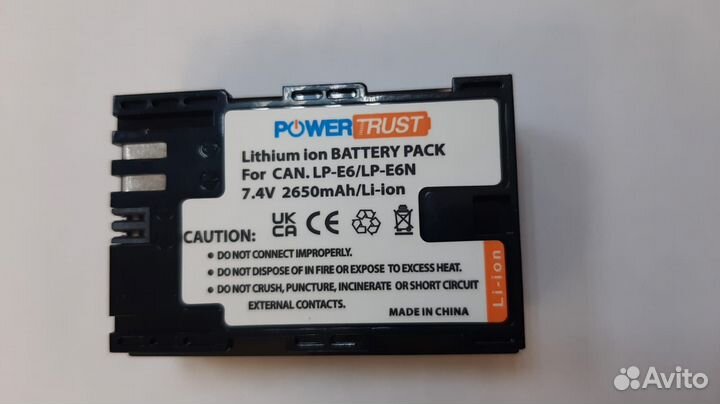 POWERTRUST
Lithium ion BATTERY PACK
For CAN. LP-E6/LP-E6N
7.4V 2650mAh/Li-ion
UK CA CE
CAUTION:
• DO NOT CONNECT IMPROPERLY.
• DO NOT DISPOSE OF IN FIRE OR EXPOSE TO EXCESS HEAT.
• DO NOT CRUSH, PUNCTURE, INCINERATE OR SHORT CIRCUIT
EXTERNAL CONTACTS.
MADE IN CHINA
Li-ion
Avito